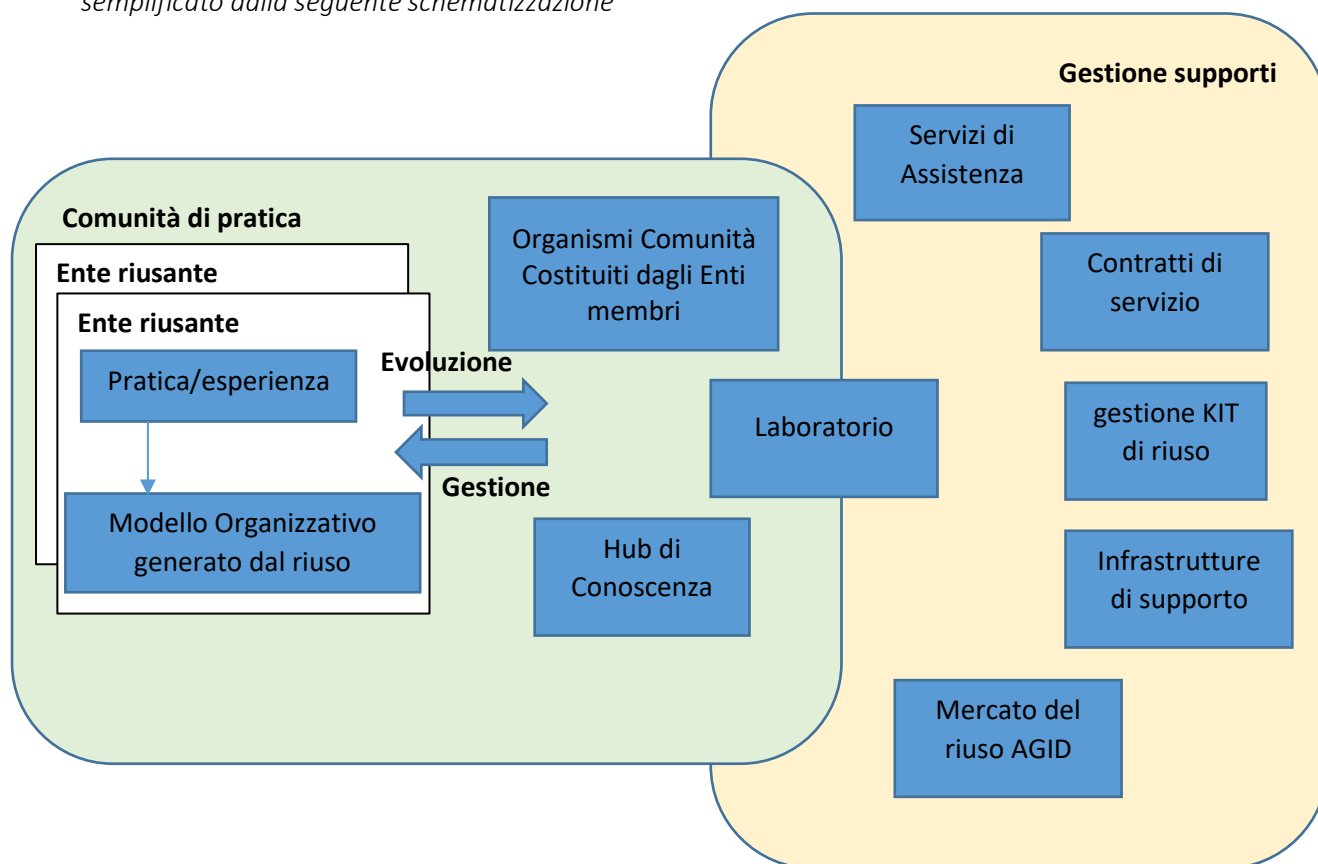 semplificato dalla seguente schematizzazione
Gestione supporti
Servizi di
Assistenza
Comunità di pratica
Organismi Comunità
Costituiti dagli Enti
membri
Contratti di
servizio
Ente riusante
Ente riusante
Pratica/esperienza
Evoluzione
Laboratorio
gestione KIT
di riuso
Gestione
Modello Organizzativo
generato dal riuso
Hub di
Conoscenza
Infrastrutture
di supporto
Mercato del
riuso AGID